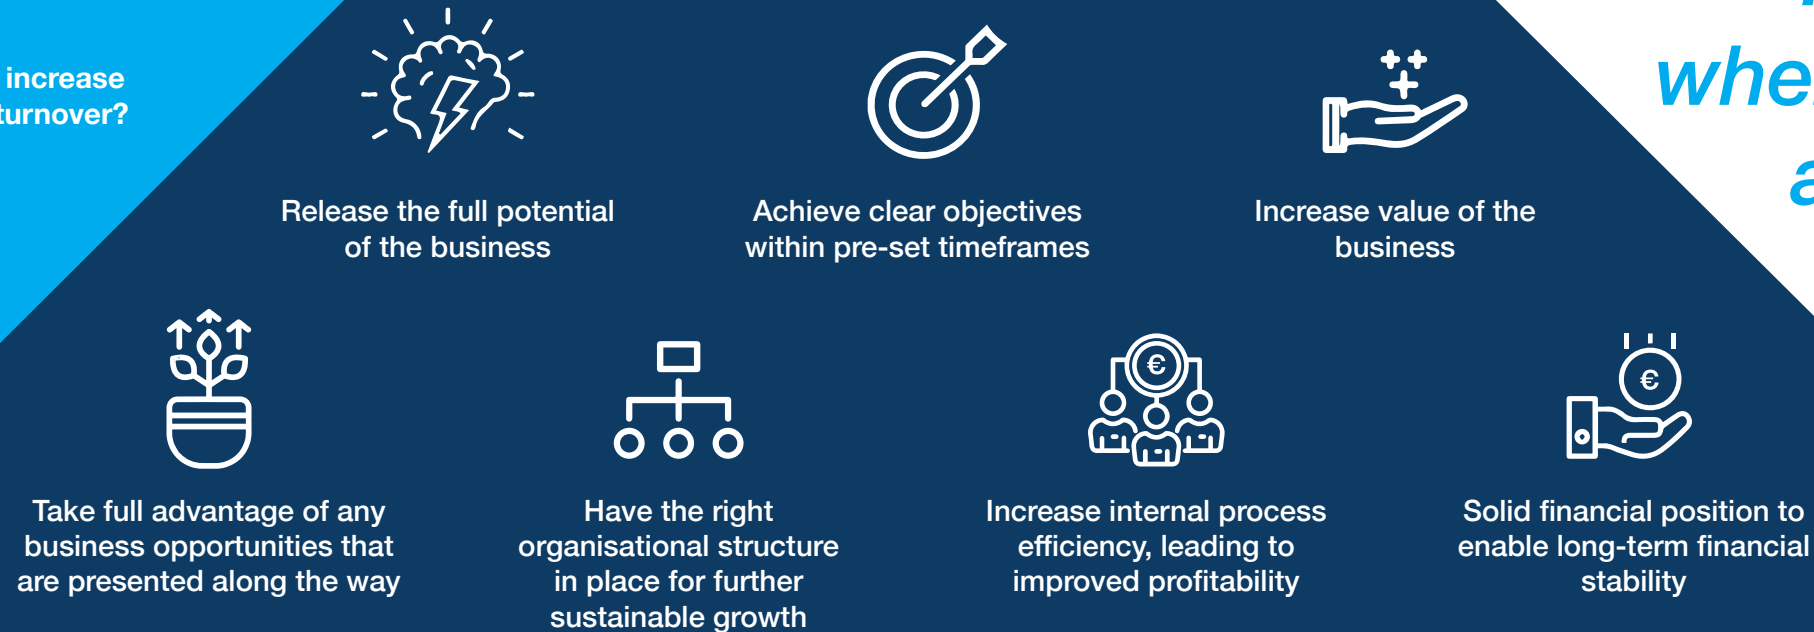 increase
turnover?
Release the full potential
of the business
Achieve clear objectives
within pre-set timeframes
Increase value of the
business
€
€
Take full advantage of any
business opportunities that
are presented along the way
Have the right
organisational structure
in place for further
sustainable growth
Increase internal process
efficiency, leading to
improved profitability
Solid financial position to
enable long-term financial
stability